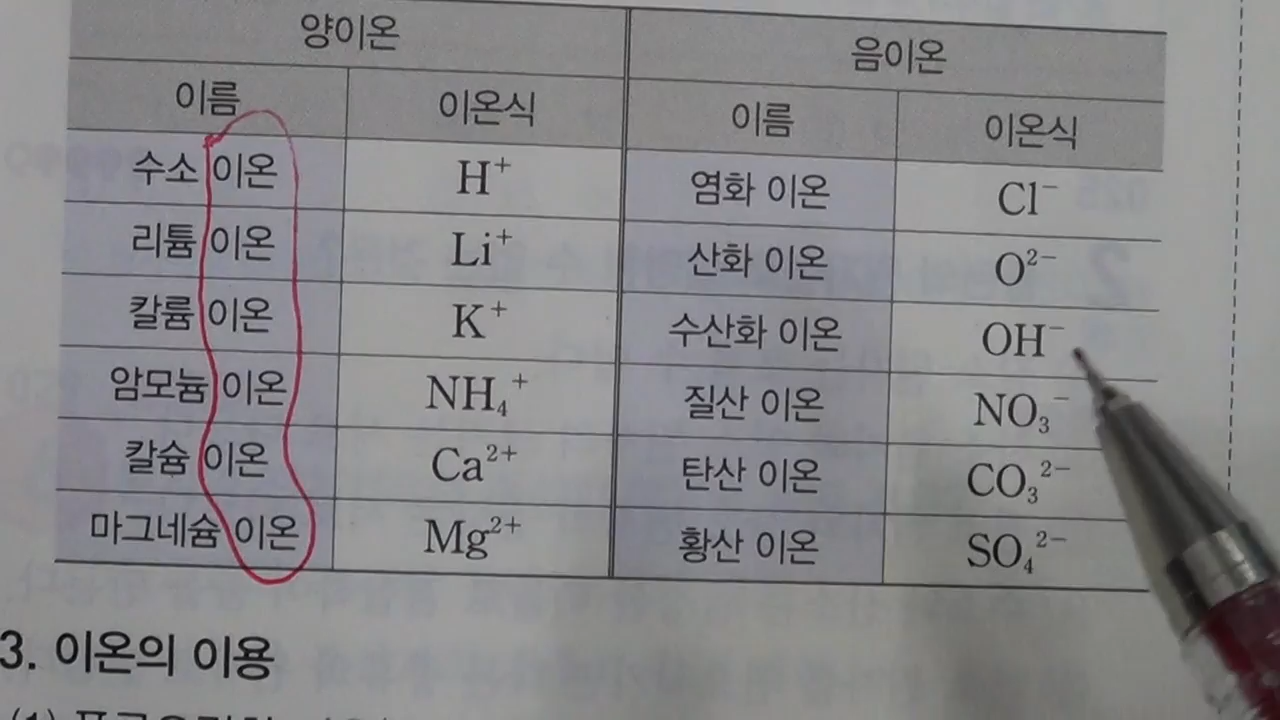 양이온 음이온
이름 이온식 이름 이온식
수소 이온 H⁺ 염화 이온 Cl⁻
리튬 이온 Li⁺ 산화 이온 O²⁻
칼륨 이온 K⁺ 수산화 이온 OH⁻
암모늄 이온 NH₄⁺ 질산 이온 NO₃⁻
칼슘 이온 Ca²⁺ 탄산 이온 CO₃²⁻
마그네슘 이온 Mg²⁺ 황산 이온 SO₄²⁻
3. 이온의 이용
(1)